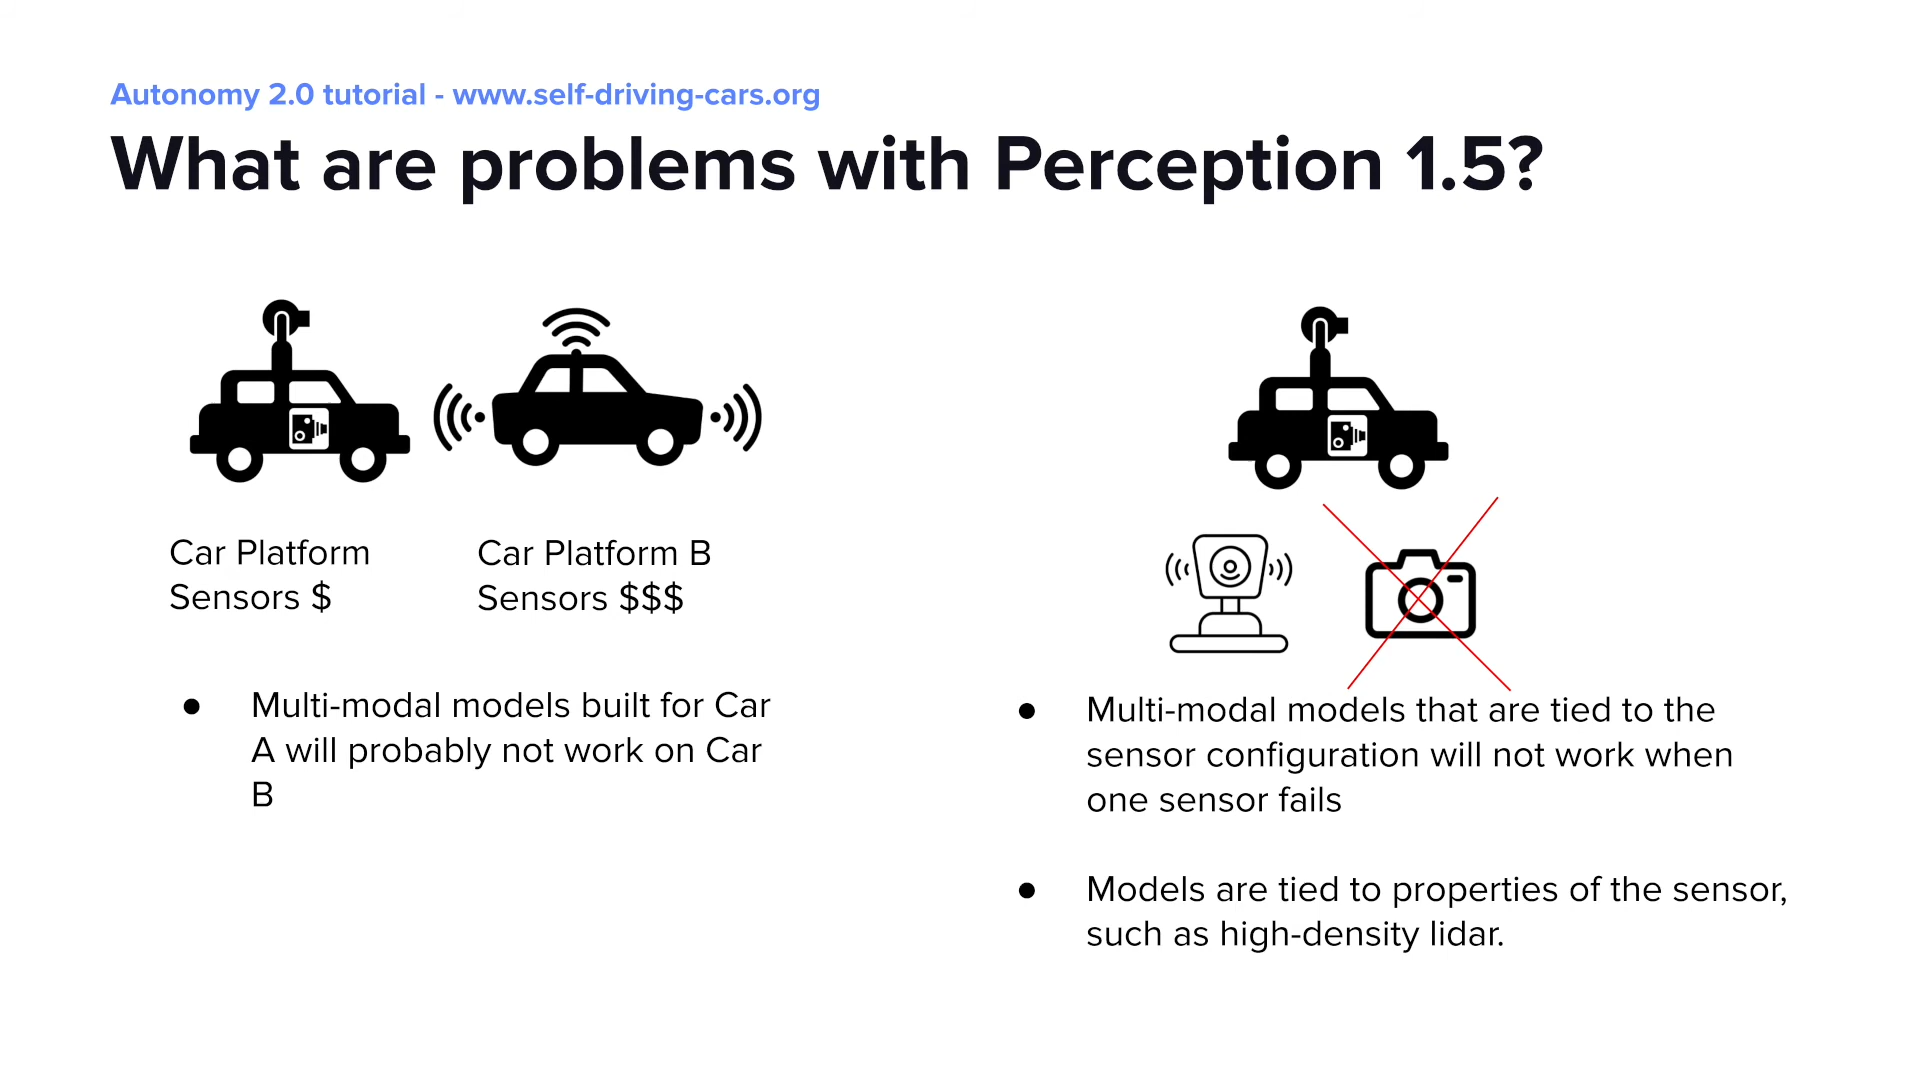 Autonomy 2.0 tutorial - www.self-driving-cars.org
What are problems with Perception 1.5?
Car Platform
Sensors $
Car Platform B
Sensors $$$
● Multi-modal models built for Car
A will probably not work on Car
B
● Multi-modal models that are tied to the
sensor configuration will not work when
one sensor fails
● Models are tied to properties of the sensor,
such as high-density lidar.